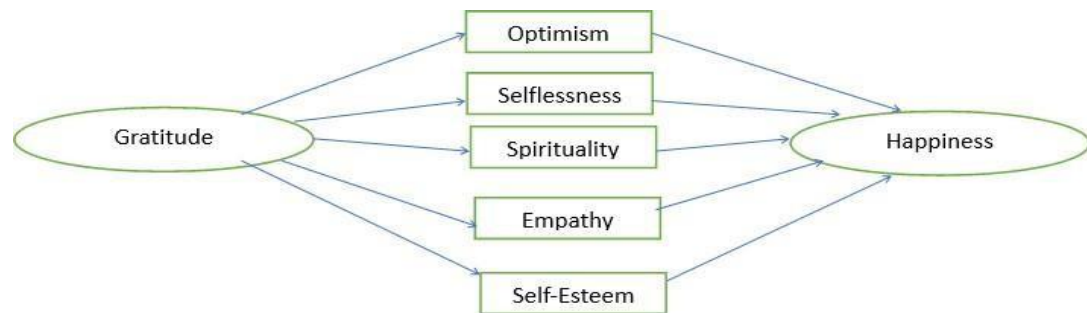 Optimism
Selflessness
Gratitude
Spirituality
Happiness
Empathy
Self-Esteem